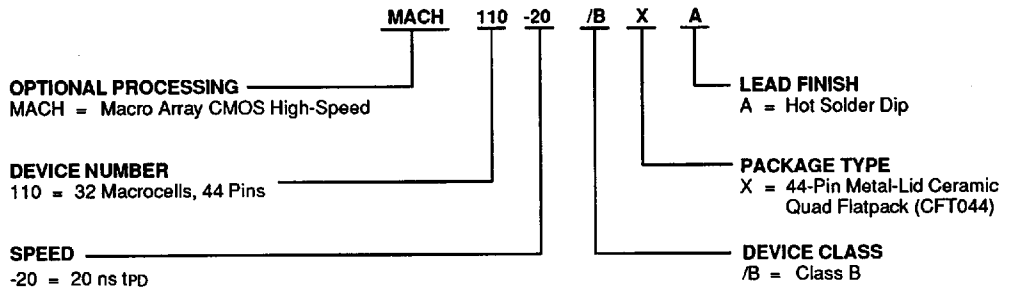 MACH 110 -20 /B X A
OPTIONAL PROCESSING
MACH = Macro Array CMOS High-Speed
DEVICE NUMBER
110 = 32 Macrocells, 44 Pins
SPEED
-20 = 20 ns tPD
LEAD FINISH
A = Hot Solder Dip
PACKAGE TYPE
X = 44-Pin Metal-Lid Ceramic
Quad Flatpack (CFT044)
DEVICE CLASS
/B = Class B